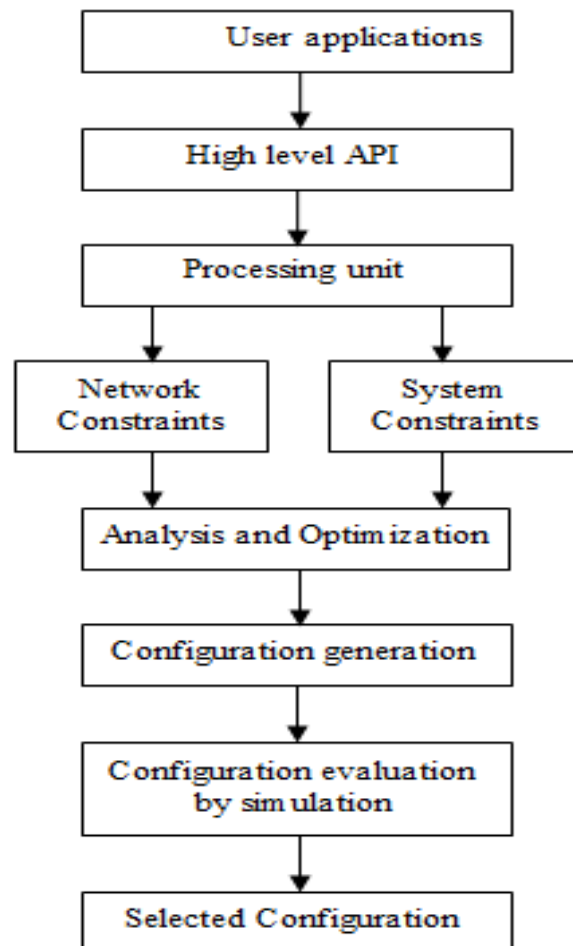 User applications
High level API
Processing unit
Network
Constraints
System
Constraints
Analysis and Optimization
Configuration generation
Configuration evaluation
by simulation
Selected Configuration